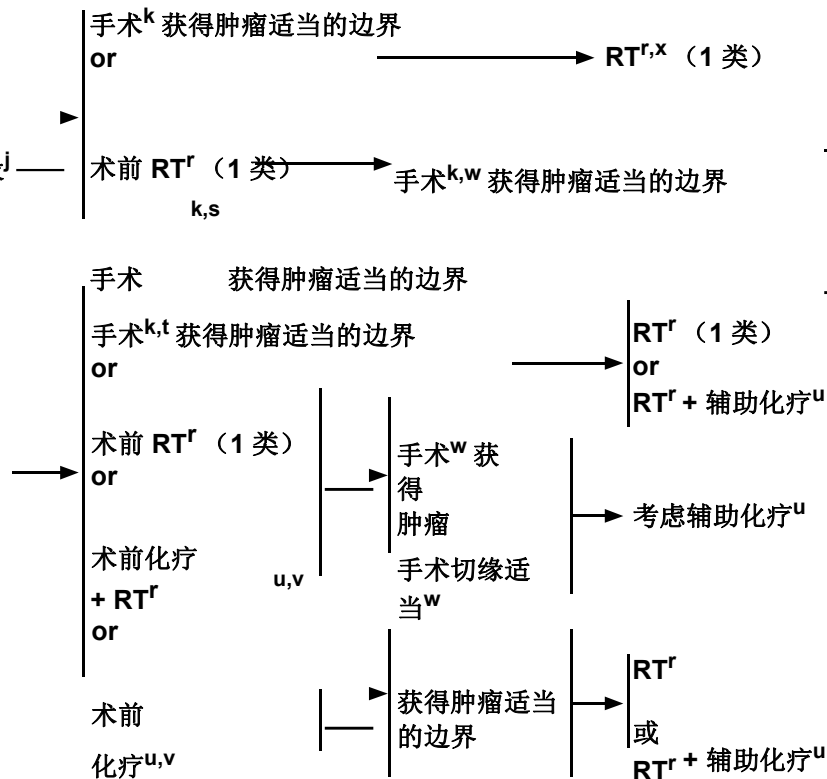 手术k 获得肿瘤适当的边界
or
RTr,x （1 类）
j
术前 RTr （1 类）
手术k,w 获得肿瘤适当的边界
k,s
手术 获得肿瘤适当的边界
手术k,t 获得肿瘤适当的边界
or
RTr （1 类）
or
RTr + 辅助化疗u
术前 RTr （1 类）
or
手术w 获
得
肿瘤
考虑辅助化疗u
术前化疗
+ RTr
or
u,v
手术切缘适
当w
术前
化疗u,v
获得肿瘤适当
的边界
RTr
或
RTr + 辅助化疗u